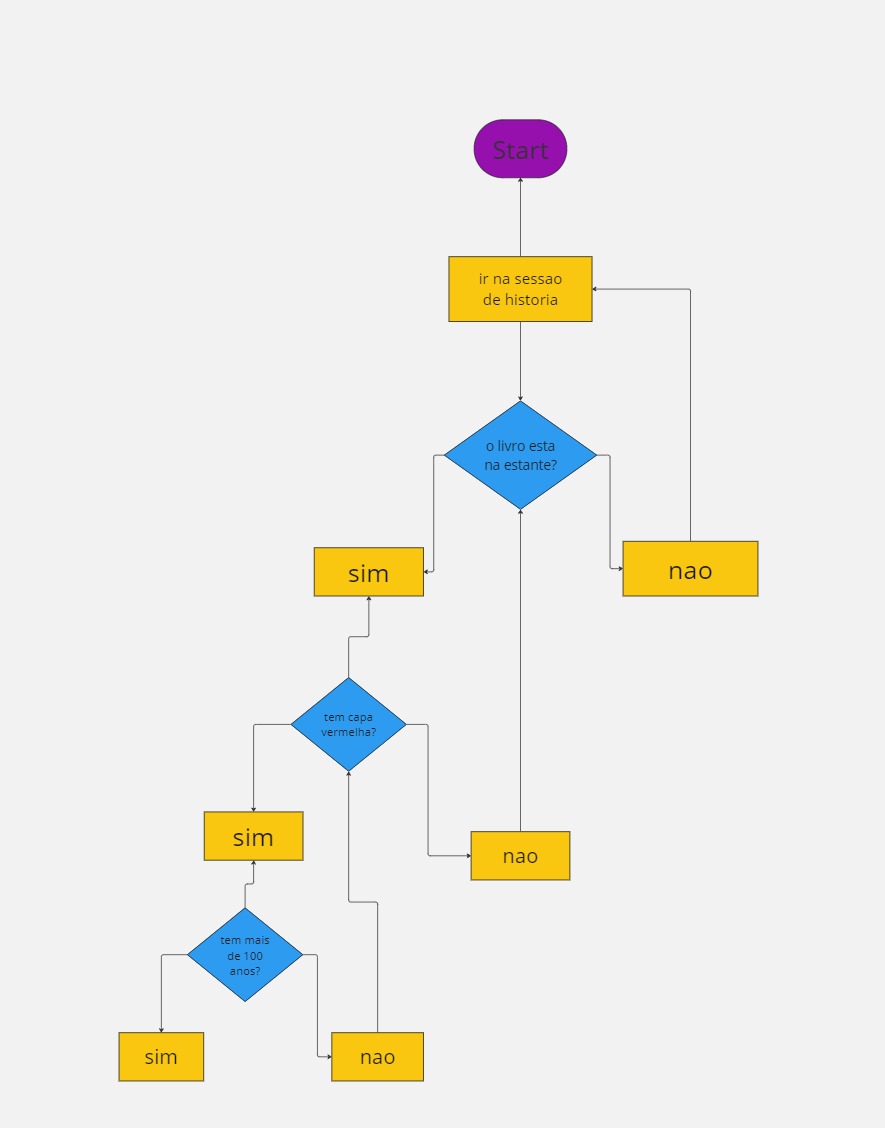 Start
ir na sessao
de historia
o livro esta
na estante?
sim
nao
tem capa
vermelha?
sim
nao
tem mais
de 100
anos?
sim
nao